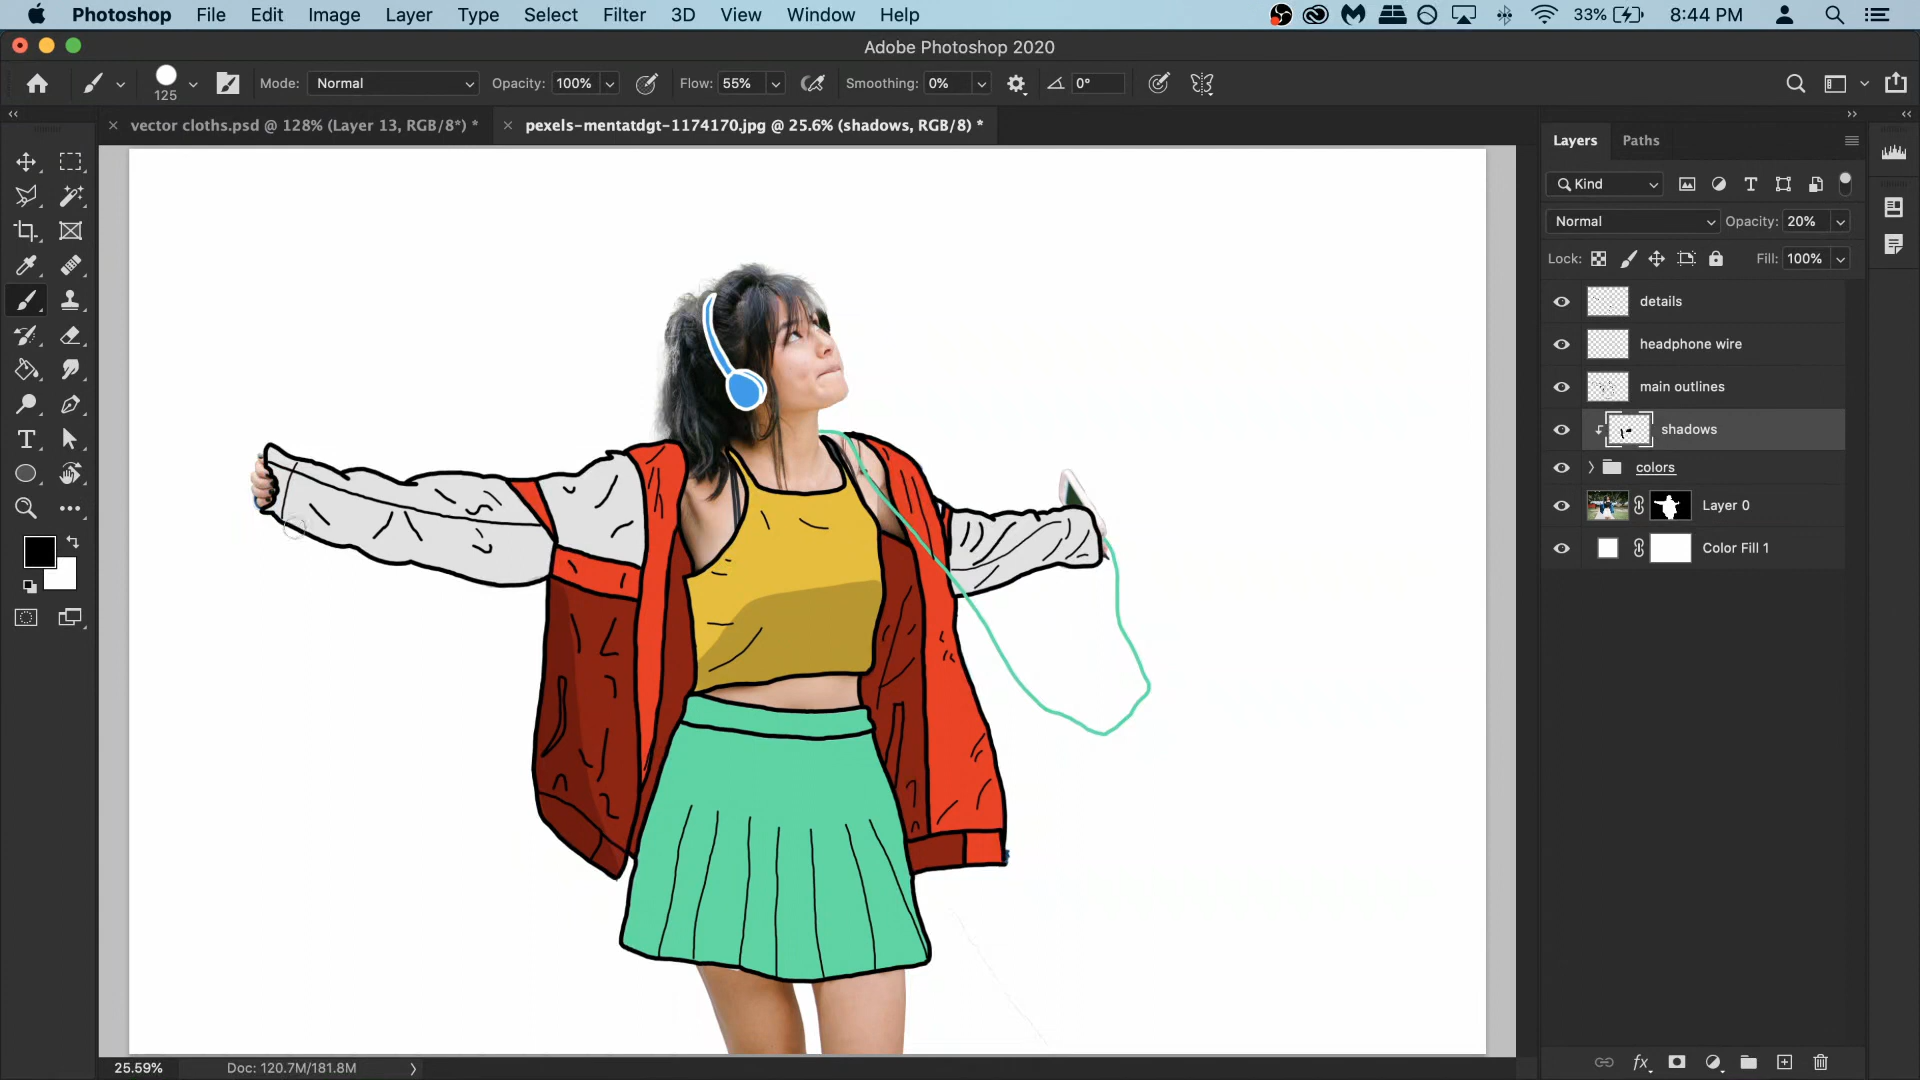 Photoshop File Edit Image Layer Type Select Filter 3D View Window Help 33% 8:44 PM
Adobe Photoshop 2020
125 Mode: Normal Opacity: 100% Flow: 55% Smoothing: 0% 0°
vector cloths.psd @ 128% (Layer 13, RGB/8*) * pexels-mentatdgt-1174170.jpg @ 25.6% (shadows, RGB/8) *
Layers Paths
Kind
Normal Opacity: 20%
Lock: Fill: 100%
details
headphone wire
main outlines
shadows
colors
Layer 0
Color Fill 1
25.59% Doc: 120.7M/181.8M